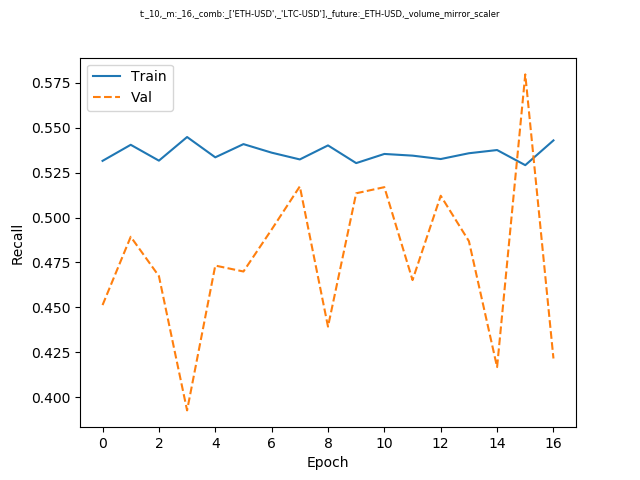 t:_10,_m:_16,_comb:_['ETH-USD',_'LTC-USD'],_future:_ETH-USD,_volume_mirror_scaler
Train
Val
0.575
0.550
0.525
0.500
0.475
0.450
0.425
0.400
Recall
0 2 4 6 8 10 12 14 16
Epoch